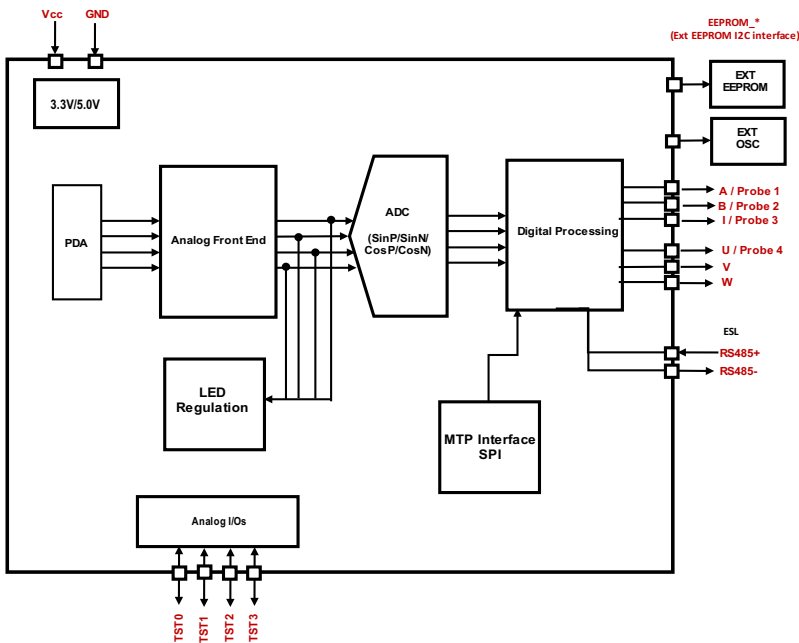 Vcc
GND
EEPROM_*
(Ext EEPROM I2C interface)
3.3V/5.0V
EXT
EEPROM
EXT
OSC
PDA
Analog Front End
ADC
(SinP/SinN/
CosP/CosN)
Digital Processing
A / Probe 1
B / Probe 2
I / Probe 3
U / Probe 4
V
W
ESL
RS485+
RS485-
LED
Regulation
MTP Interface
SPI
Analog I/Os
TST0
TST1
TST2
TST3